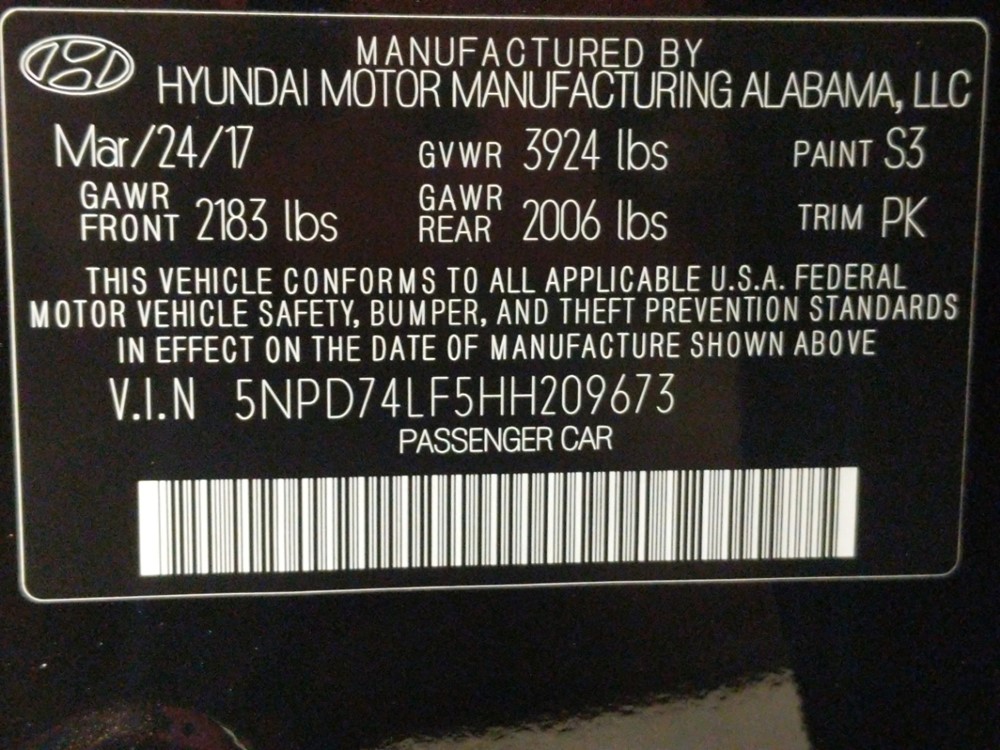 MANUFACTURED BY
HYUNDAI MOTOR MANUFACTURING ALABAMA, LLC
Mar/24/17 GVWR 3924 lbs PAINT S3
GAWR FRONT 2183 lbs GAWR REAR 2006 lbs TRIM PK
THIS VEHICLE CONFORMS TO ALL APPLICABLE U.S.A. FEDERAL
MOTOR VEHICLE SAFETY, BUMPER, AND THEFT PREVENTION STANDARDS
IN EFFECT ON THE DATE OF MANUFACTURE SHOWN ABOVE
V.I.N 5NPD74LF5HH209673
PASSENGER CAR